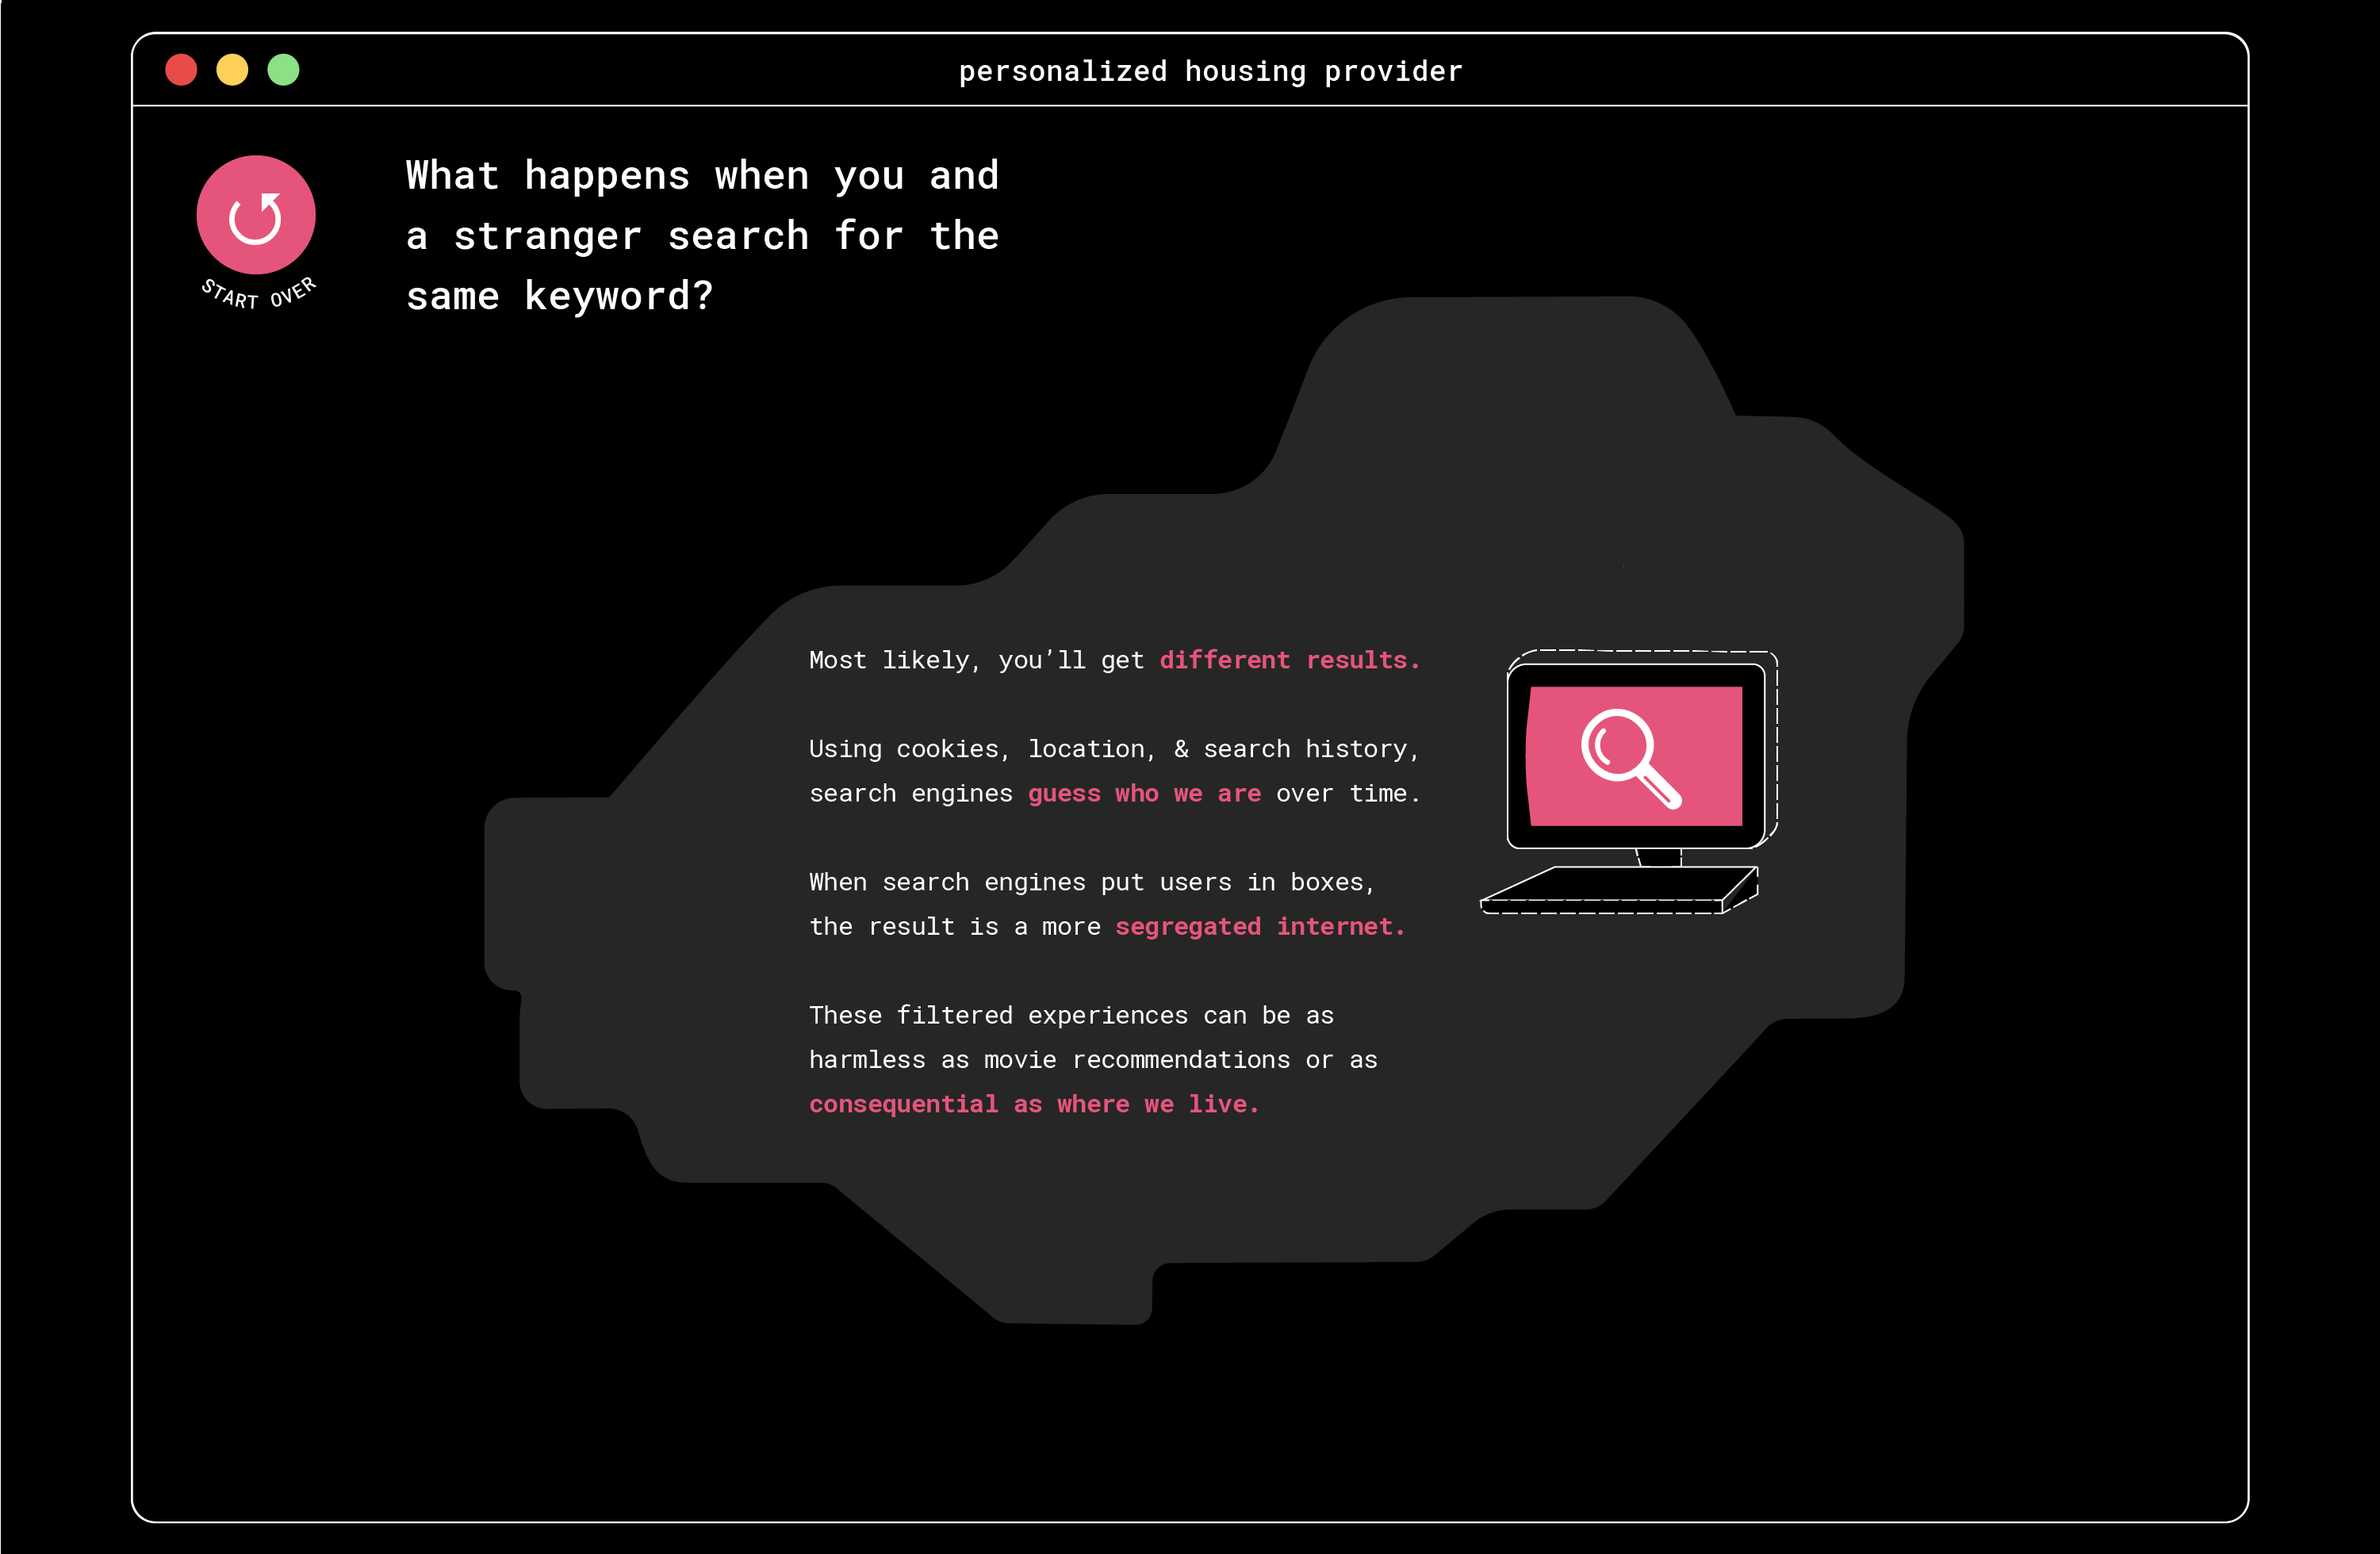 personalized housing provider
START OVER
What happens when you and
a stranger search for the
same keyword?
Most likely, you’ll get different results.
Using cookies, location, & search history,
search engines guess who we are over time.
When search engines put users in boxes,
the result is a more segregated internet.
These filtered experiences can be as
harmless as movie recommendations or as
consequential as where we live.